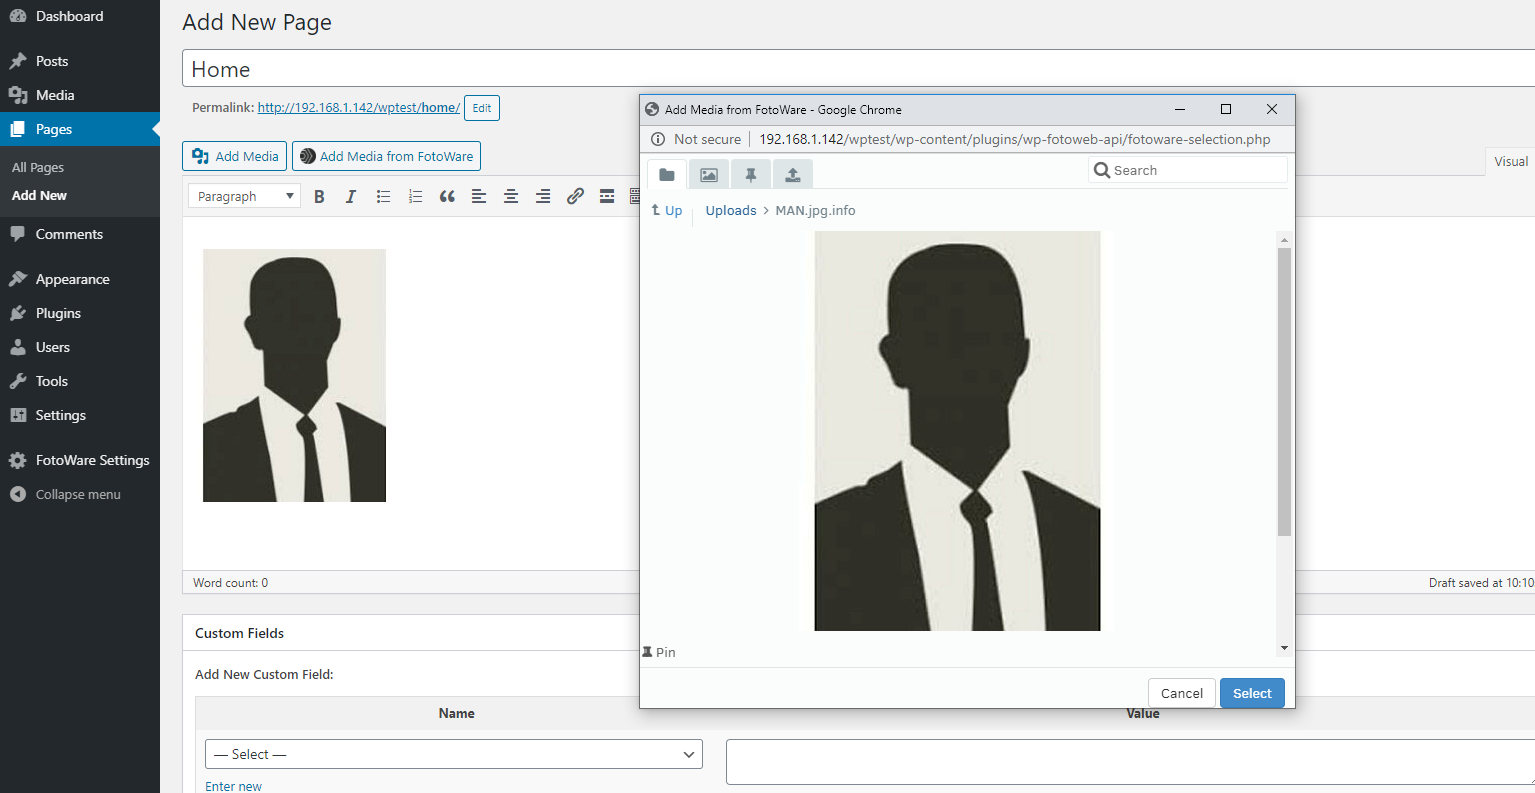 Dashboard
Posts
Media
Pages
All Pages
Add New
Comments
Appearance
Plugins
Users
Tools
Settings
FotoWare Settings
Collapse menu
Add New Page
Home
Permalink: http://192.168.1.142/wptest/home/ Edit
Add Media Add Media from FotoWare
Visual
Paragraph B I
Word count: 0
Draft saved at 10:10
Custom Fields
Add New Custom Field:
Name Value
— Select —
Enter new
Add Media from FotoWare - Google Chrome
Not secure 192.168.1.142/wptest/wp-content/plugins/wp-fotoweb-api/fotoware-selection.php
Search
Up Uploads > MAN.jpg.info
Pin
Cancel Select